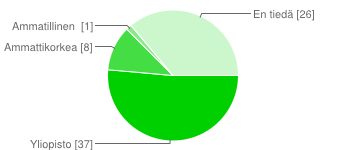 En tiedä [26]
Ammatillinen [1]
Ammattikorkea [8]
Yliopisto [37]